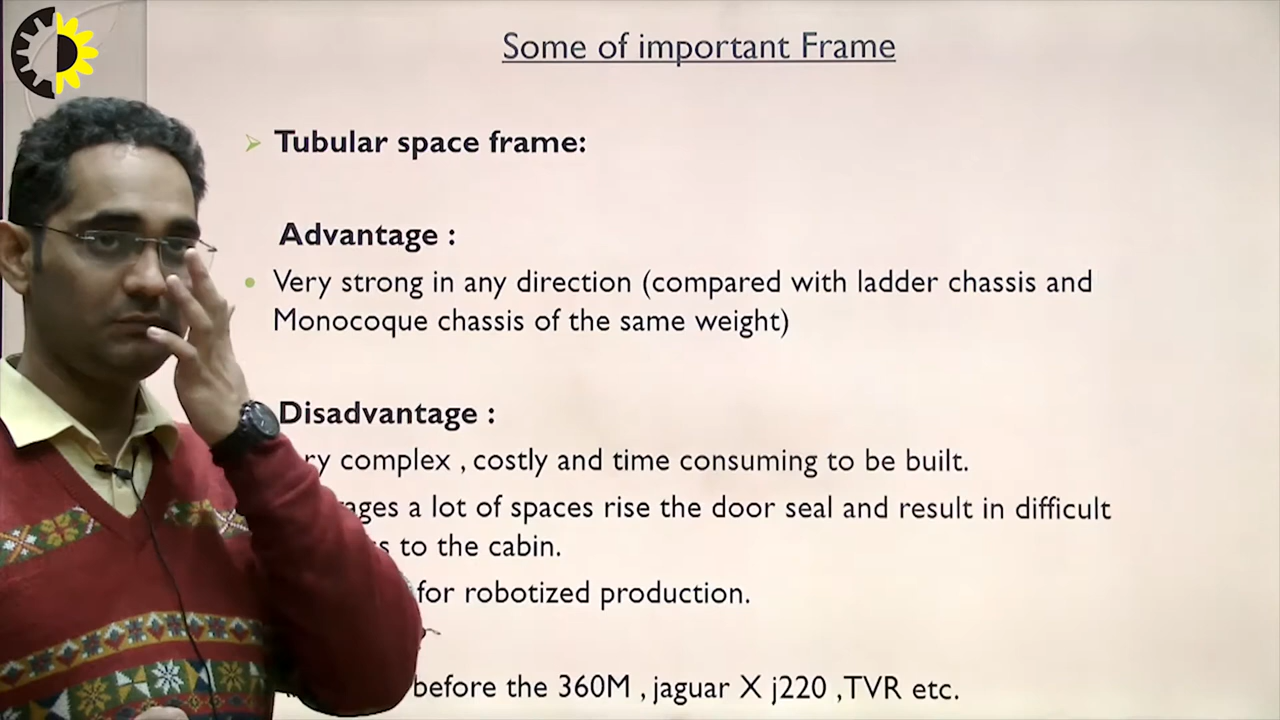 Some of important Frame
Tubular space frame:
Advantage :
Very strong in any direction (compared with ladder chassis and
Monocoque chassis of the same weight)
Disadvantage :
complex , costly and time consuming to be built.
a lot of spaces rise the door seal and result in difficult
to the cabin.
for robotized production.
before the 360M , jaguar X j220 ,TVR etc.